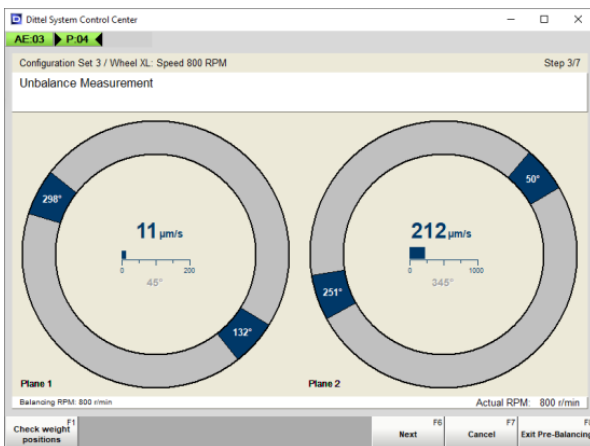 Dittel System Control Center
AE:03 P:04
Configuration Set 3 / Wheel XL: Speed 800 RPM Step 3/7
Unbalance Measurement
298° 50°
11 µm/s 212 µm/s
0 200 0 1000
45° 345°
251°
132°
Plane 1 Plane 2
Balancing RPM: 800 r/min Actual RPM: 800 r/min
F1 F6 F7
Check weight positions Next Cancel Exit Pre-Balancing